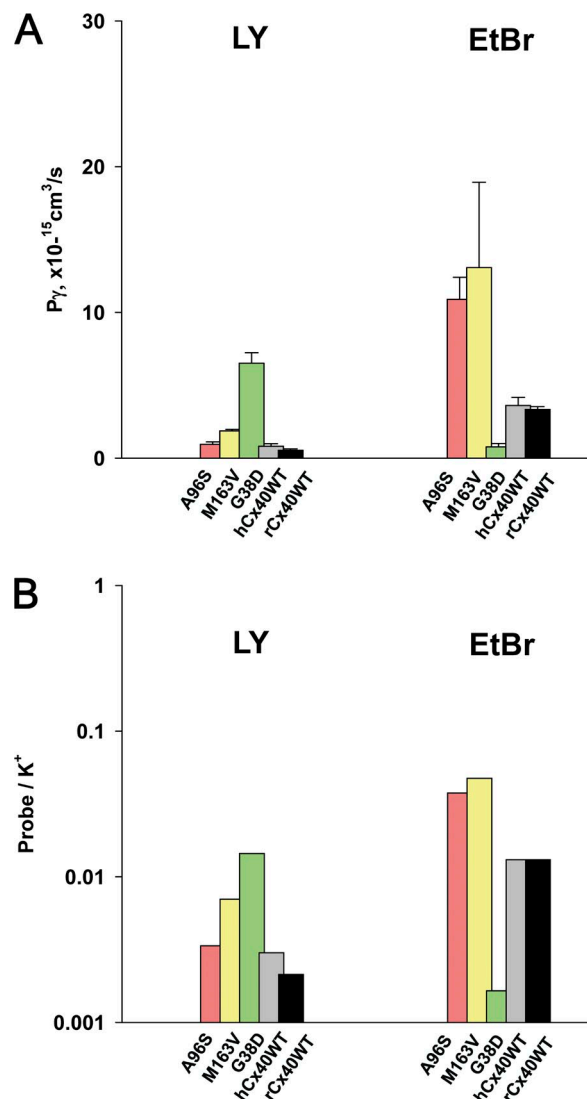 A
LY
EtBr
30
20
10
0
Pγ, x10-¹⁵cm³/s
A96S
M163V
G38D
hCx40WT
rCx40WT
A96S
M163V
G38D
hCx40WT
rCx40WT
B
LY
EtBr
1
0.1
0.01
0.001
Probe / K⁺
A96S
M163V
G38D
hCx40WT
rCx40WT
A96S
M163V
G38D
hCx40WT
rCx40WT